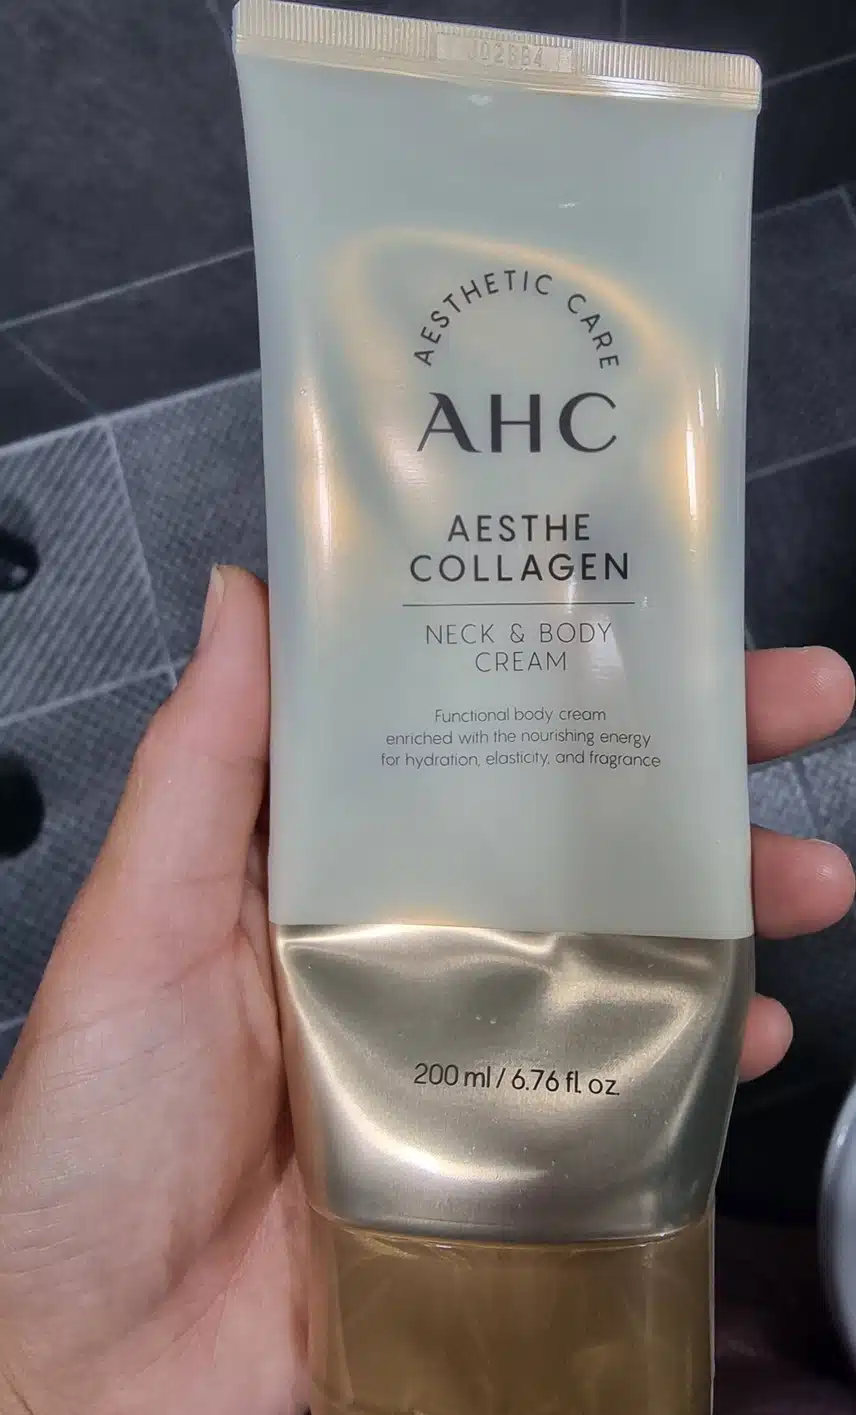 AESTHETIC CARE
AHC
AESTHE
COLLAGEN
NECK & BODY
CREAM
Functional body cream
enriched with the nourishing energy
for hydration, elasticity, and fragrance
200 ml / 6.76 fl. oz.